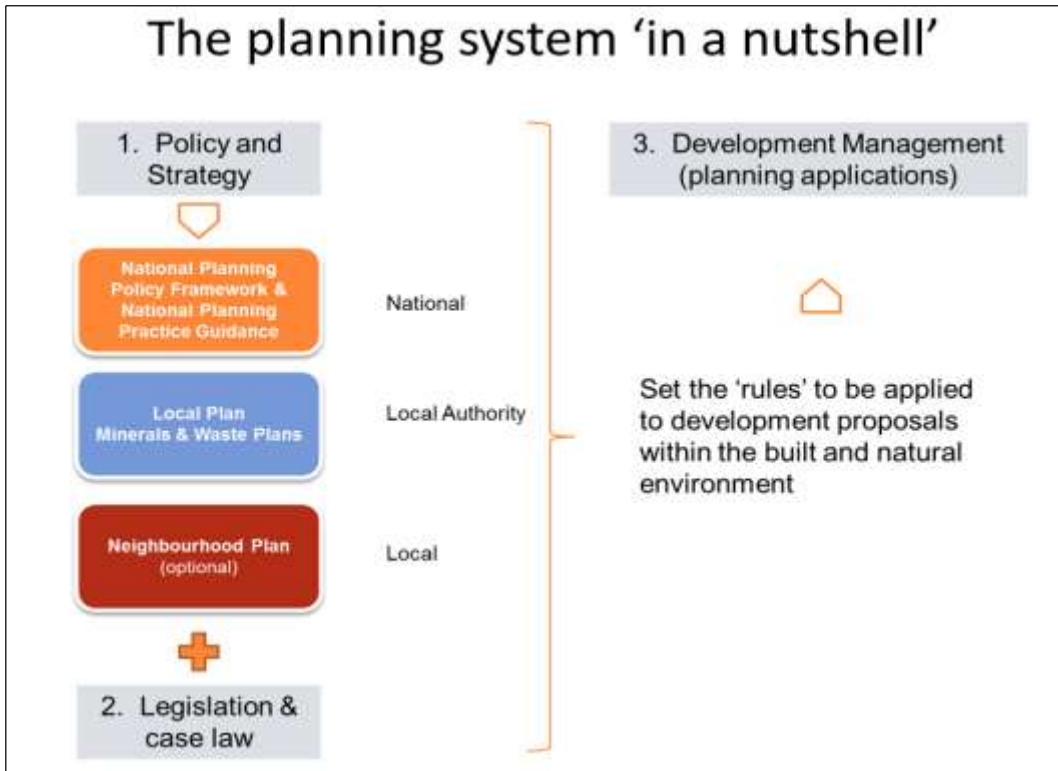 The planning system ‘in a nutshell’
1. Policy and
Strategy
National Planning
Policy Framework &
National Planning
Practice Guidance
National
Local Plan
Minerals & Waste Plans
Local Authority
Neighbourhood Plan
(optional)
Local
2. Legislation &
case law
3. Development Management
(planning applications)
Set the ‘rules’ to be applied
to development proposals
within the built and natural
environment